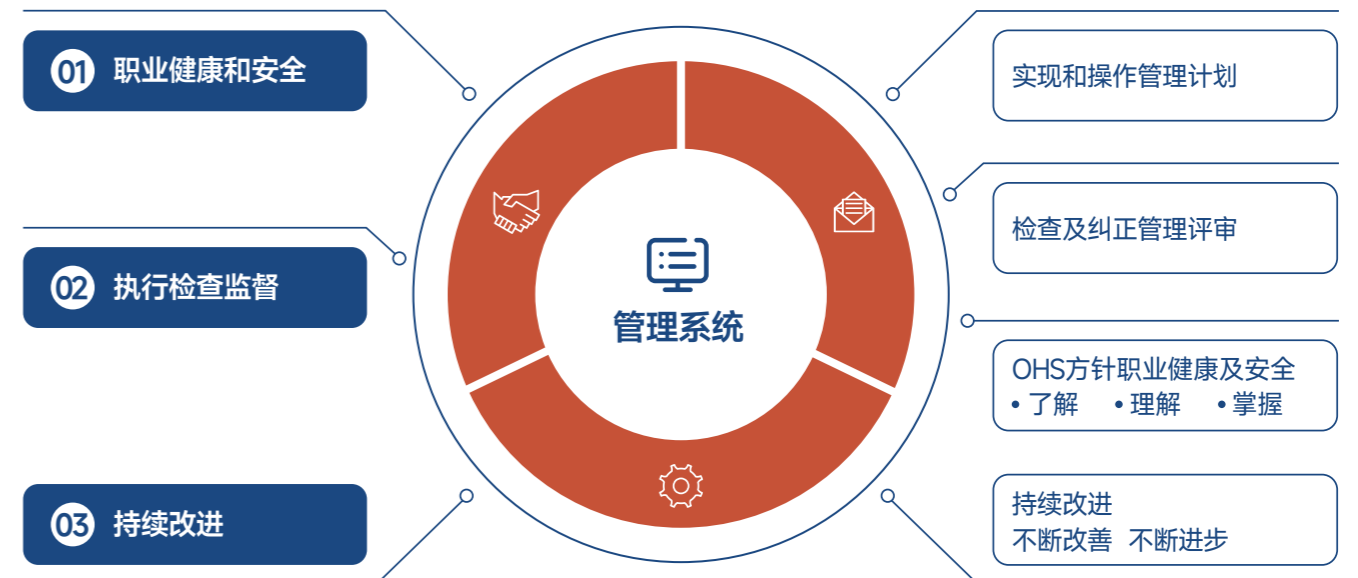 01 职业健康和安全
02 执行检查监督
03 持续改进
管理系统
实现和操作管理计划
检查及纠正管理评审
OHS方针职业健康及安全
• 了解 • 理解 • 掌握
持续改进
不断改善 不断进步